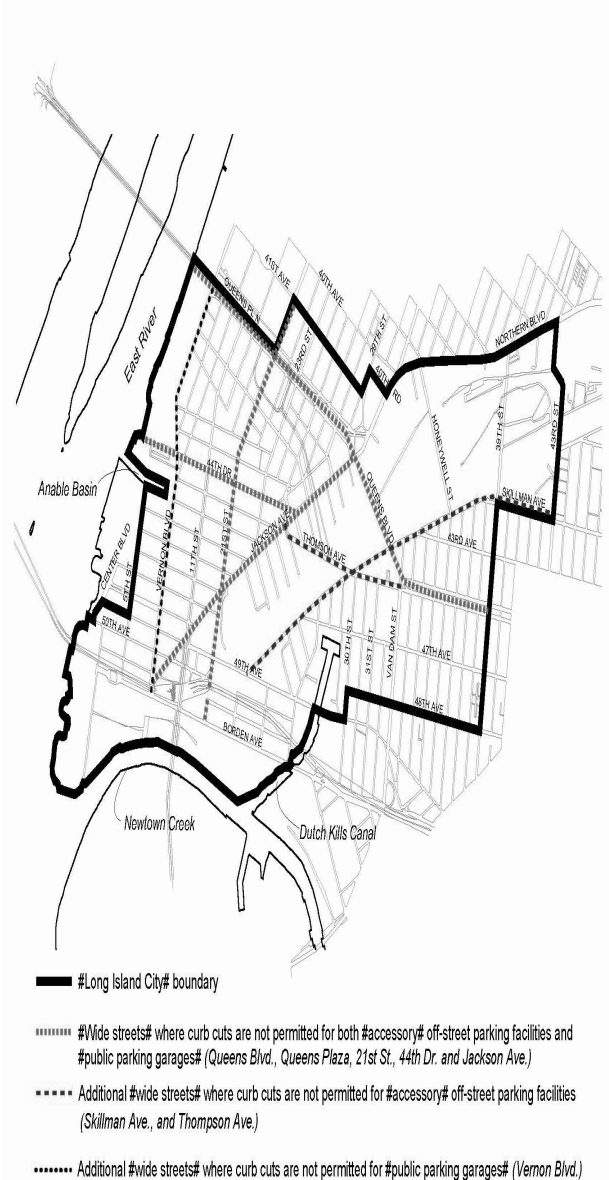 41ST AVE
40TH AVE
QUEENS PL N
23RD ST
29TH ST
40TH RD
NORTHERN BLVD
East River
HONEYWELL ST
39TH ST
43RD ST
44TH DR
Anable Basin
QUEENS BLVD
SKILLMAN AVE
JACKSON AVE
THOMSON AVE
43RD AVE
CENTER BLVD
5TH ST
VERNON BLVD
11TH ST
21ST ST
50TH AVE
49TH AVE
30TH ST
31ST ST
VAN DAM ST
47TH AVE
48TH AVE
BORDEN AVE
Newtown Creek
Dutch Kills Canal
#Long Island City# boundary
#Wide streets# where curb cuts are not permitted for both #accessory# off-street parking facilities and
#public parking garages# (Queens Blvd., Queens Plaza, 21st St., 44th Dr. and Jackson Ave.)
Additional #wide streets# where curb cuts are not permitted for #accessory# off-street parking facilities
(Skillman Ave., and Thompson Ave.)
Additional #wide streets# where curb cuts are not permitted for #public parking garages# (Vernon Blvd.)